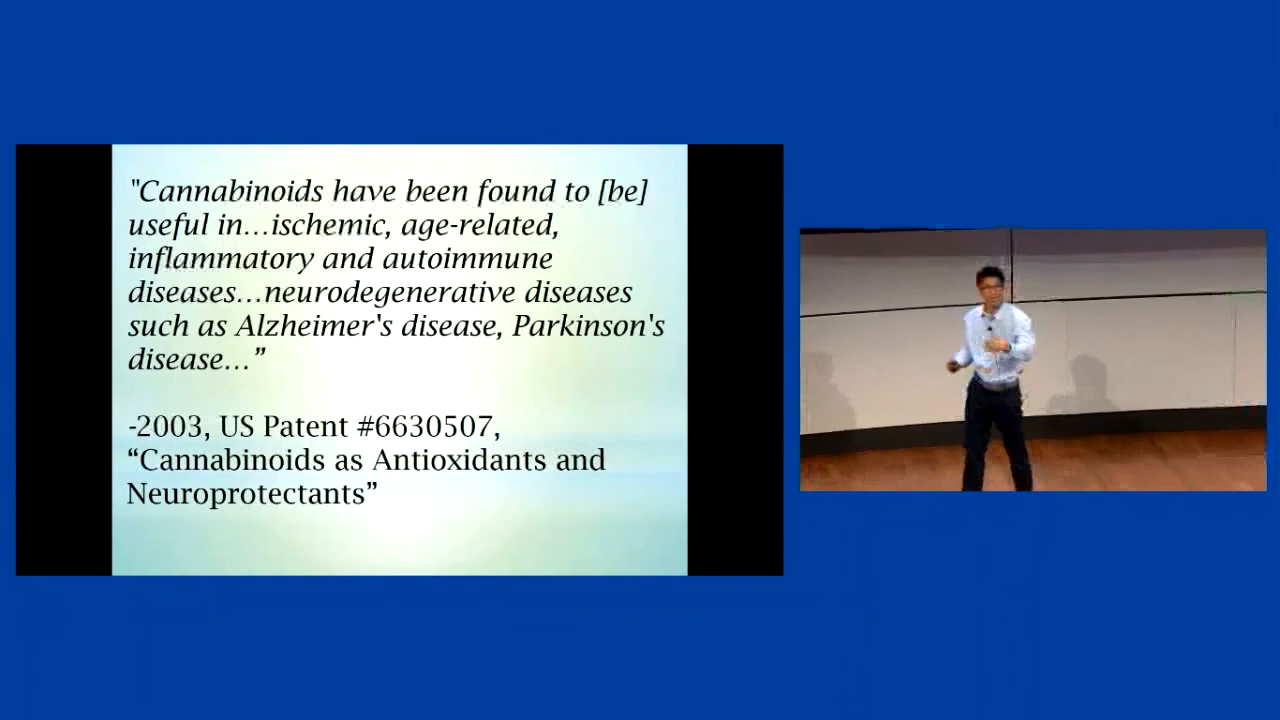 "Cannabinoids have been found to [be]
useful in…ischemic, age-related,
inflammatory and autoimmune
diseases…neurodegenerative diseases
such as Alzheimer's disease, Parkinson's
disease…”
-2003, US Patent #6630507,
“Cannabinoids as Antioxidants and
Neuroprotectants”